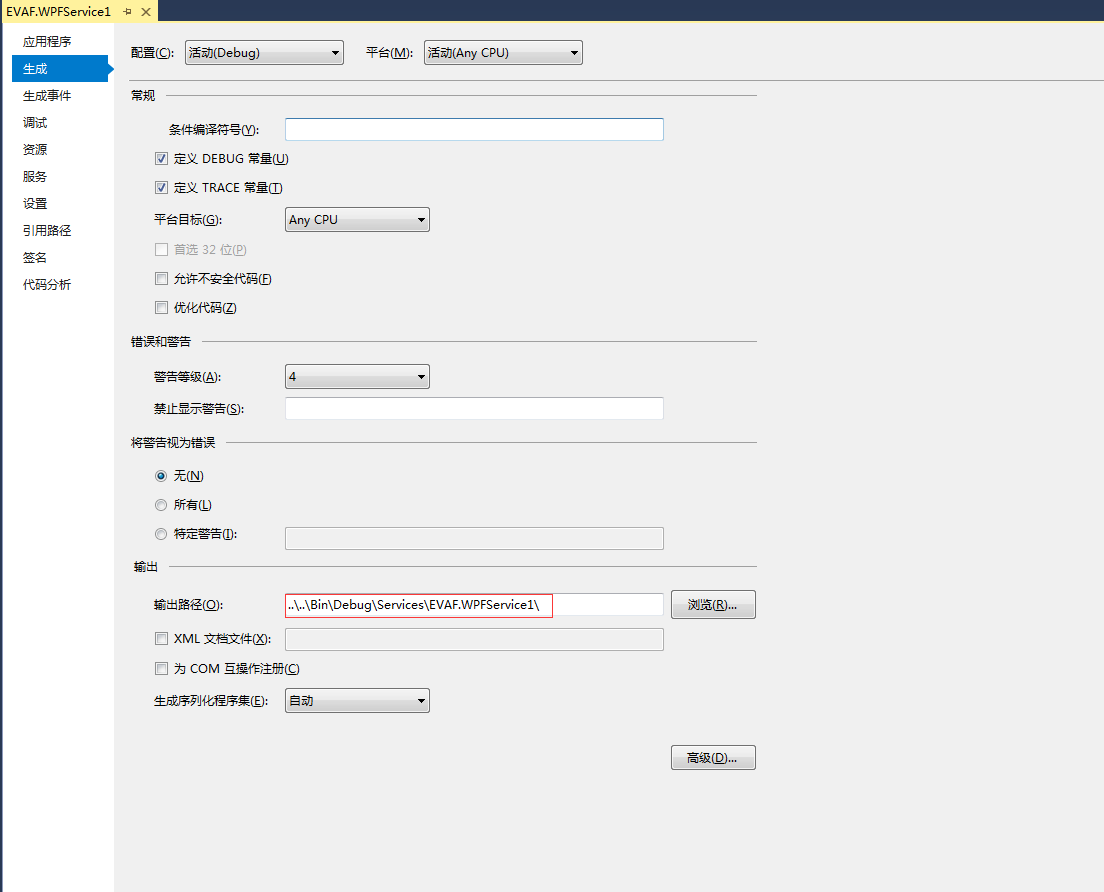 EVAF.WPFService1
应用程序
生成
生成事件
调试
资源
服务
设置
引用路径
签名
代码分析
配置(C): 活动(Debug) 平台(M): 活动(Any CPU)
常规
条件编译符号(Y):
定义 DEBUG 常量(U)
定义 TRACE 常量(T)
平台目标(G): Any CPU
首选 32 位(P)
允许不安全代码(F)
优化代码(Z)
错误和警告
警告等级(A): 4
禁止显示警告(S):
将警告视为错误
无(N)
所有(L)
特定警告(I):
输出
输出路径(O): ..\..\Bin\Debug\Services\EVAF.WPFService1\ 浏览(R)...
XML 文档文件(X):
为 COM 互操作注册(C)
生成序列化程序集(E): 自动
高级(D)...